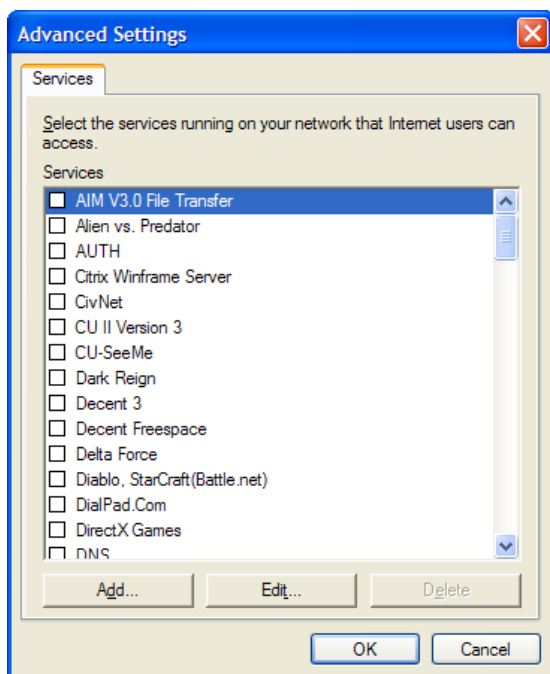 Advanced Settings
Services
Select the services running on your network that Internet users can
access.
Services
AIM V3.0 File Transfer
Alien vs. Predator
AUTH
Citrix Winframe Server
CivNet
CU II Version 3
CU-SeeMe
Dark Reign
Decent 3
Decent Freespace
Delta Force
Diablo, StarCraft(Battle.net)
DialPad.Com
DirectX Games
DNS
Add... Edit... Delete
OK Cancel